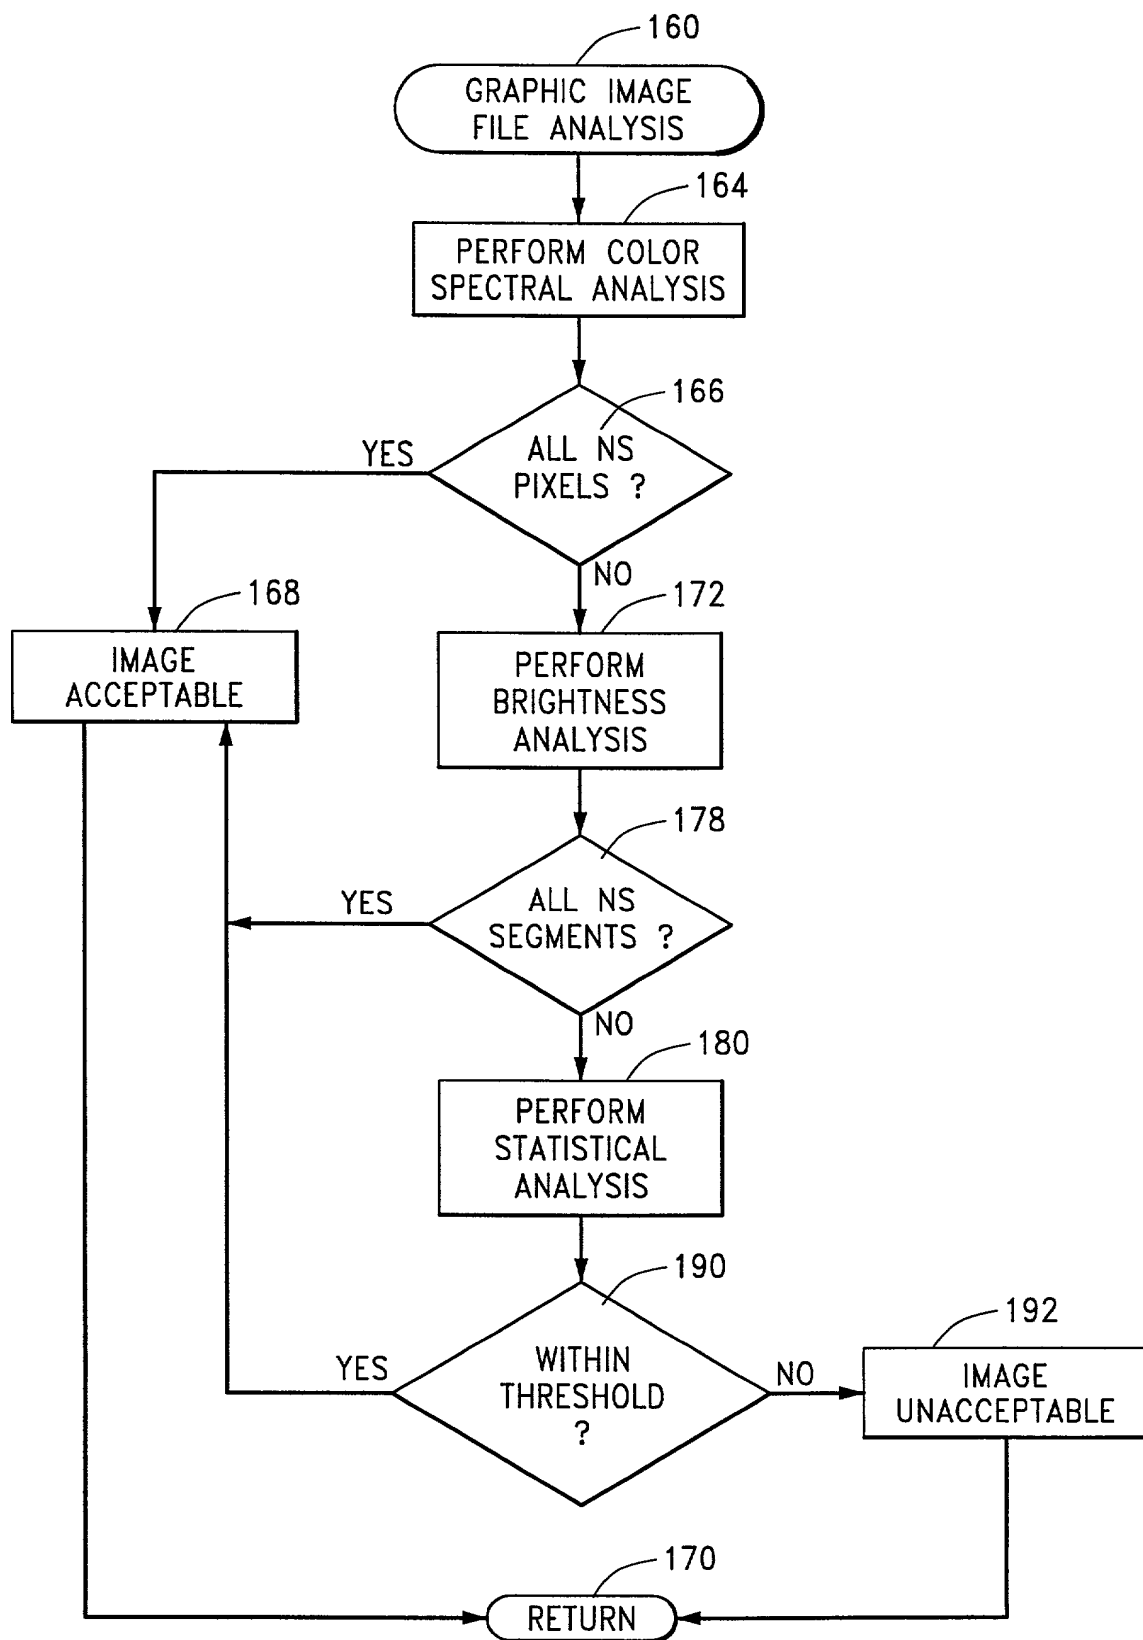 160
GRAPHIC IMAGE
FILE ANALYSIS
164
PERFORM COLOR
SPECTRAL ANALYSIS
166
YES
ALL NS
PIXELS ?
NO
168
IMAGE
ACCEPTABLE
172
PERFORM
BRIGHTNESS
ANALYSIS
178
YES
ALL NS
SEGMENTS ?
NO
180
PERFORM
STATISTICAL
ANALYSIS
190
YES
WITHIN
THRESHOLD
?
NO
192
IMAGE
UNACCEPTABLE
170
RETURN